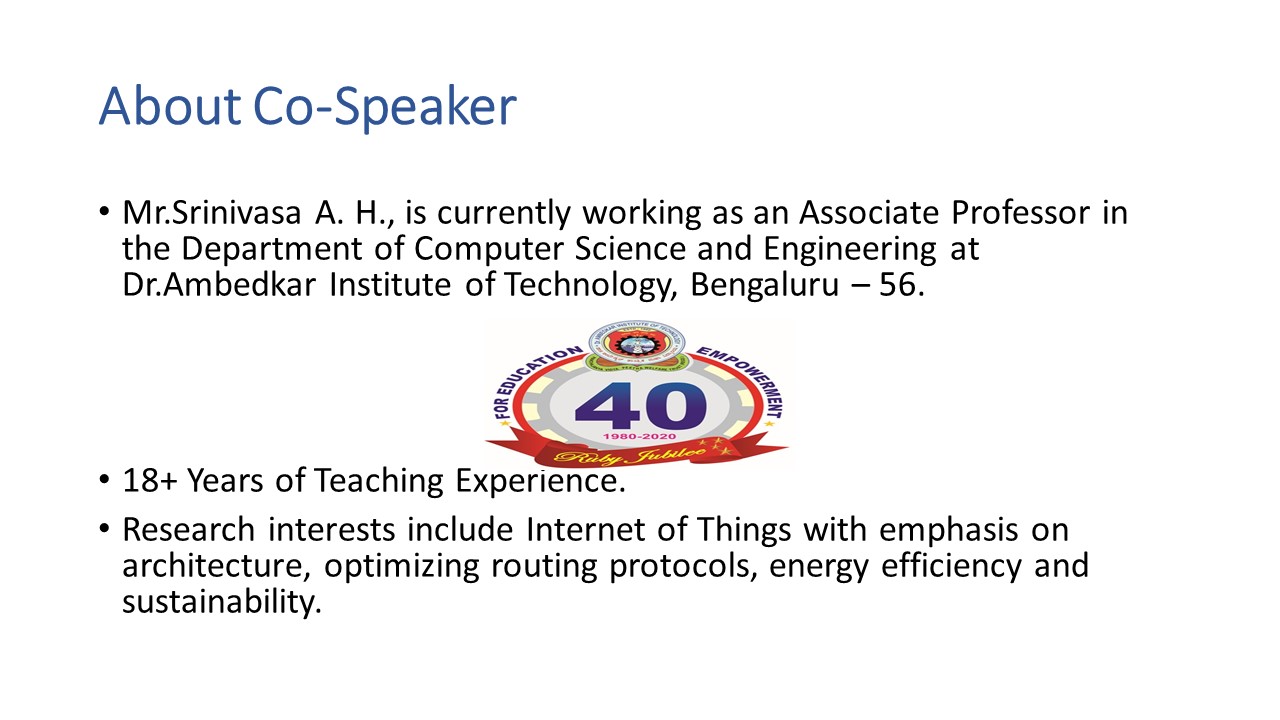 About Co-Speaker
• Mr.Srinivasa A. H., is currently working as an Associate Professor in
the Department of Computer Science and Engineering at
Dr.Ambedkar Institute of Technology, Bengaluru – 56.
FOR EDUCATION
EMPOWERMENT
40
1980-2020
Ruby Jubilee
• 18+ Years of Teaching Experience.
• Research interests include Internet of Things with emphasis on
architecture, optimizing routing protocols, energy efficiency and
sustainability.